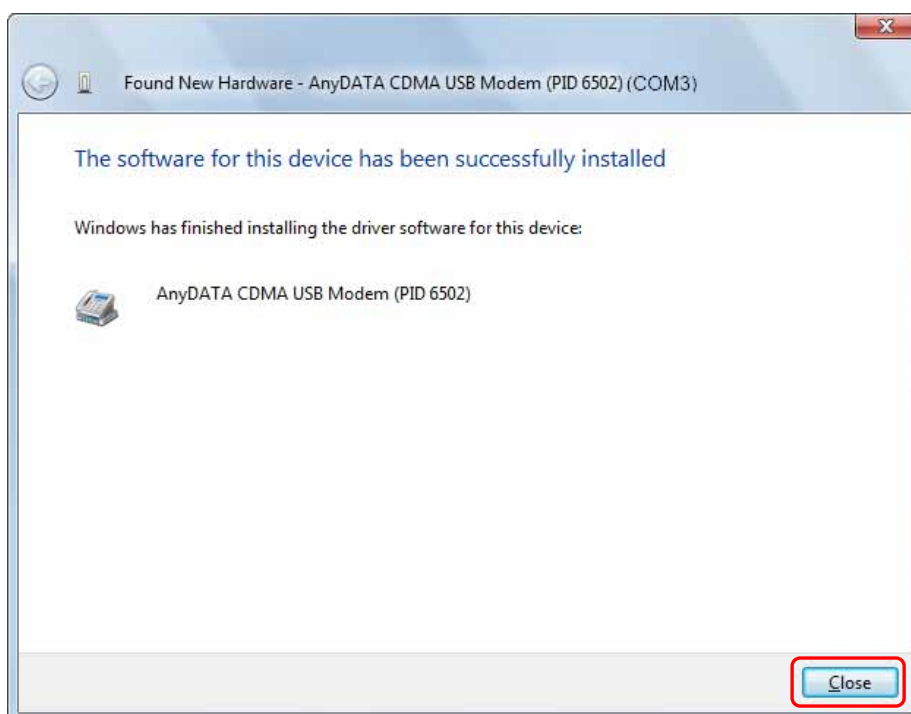 Found New Hardware - AnyDATA CDMA USB Modem (PID 6502) (COM3)
The software for this device has been successfully installed
Windows has finished installing the driver software for this device:
AnyDATA CDMA USB Modem (PID 6502)
Close